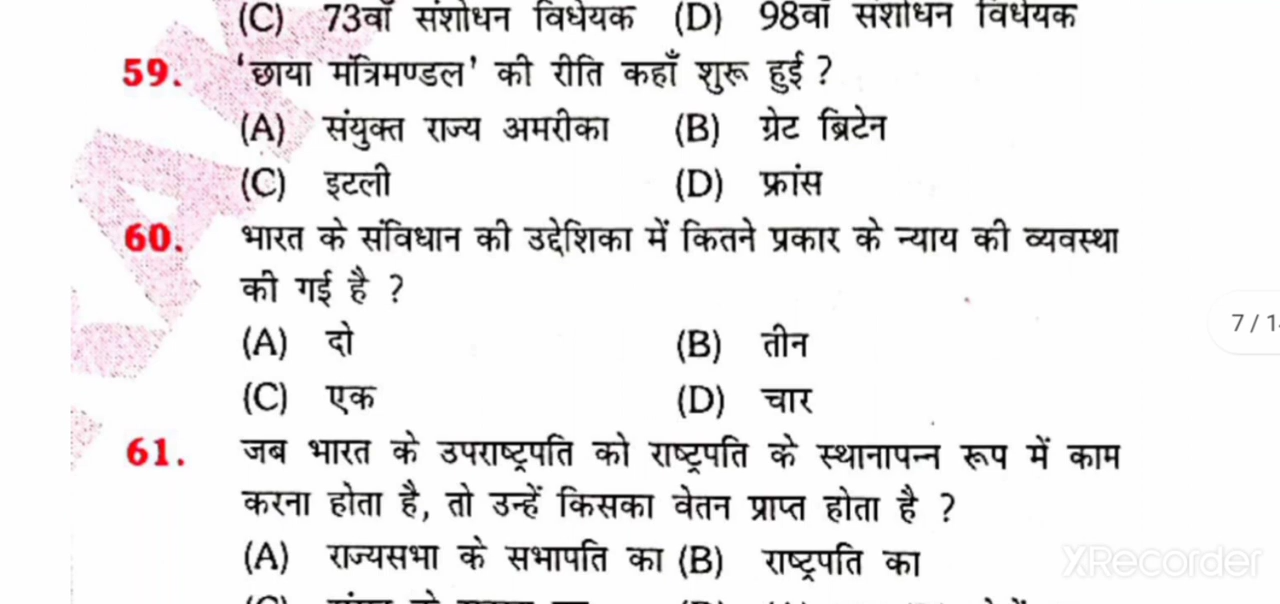 (C) 73वाँ संशोधन विधेयक (D) 98वाँ संशोधन विधेयक
59. 'छाया मंत्रिमण्डल' की रीति कहाँ शुरू हुई ?
(A) संयुक्त राज्य अमरीका (B) ग्रेट ब्रिटेन
(C) इटली (D) फ्रांस
60. भारत के संविधान की उद्देशिका में कितने प्रकार के न्याय की व्यवस्था
की गई है ?
7 / 1
(A) दो (B) तीन
(C) एक (D) चार
61. जब भारत के उपराष्ट्रपति को राष्ट्रपति के स्थानापन्न रूप में काम
करना होता है, तो उन्हें किसका वेतन प्राप्त होता है ?
(A) राज्यसभा के सभापति का (B) राष्ट्रपति का
XRecorder